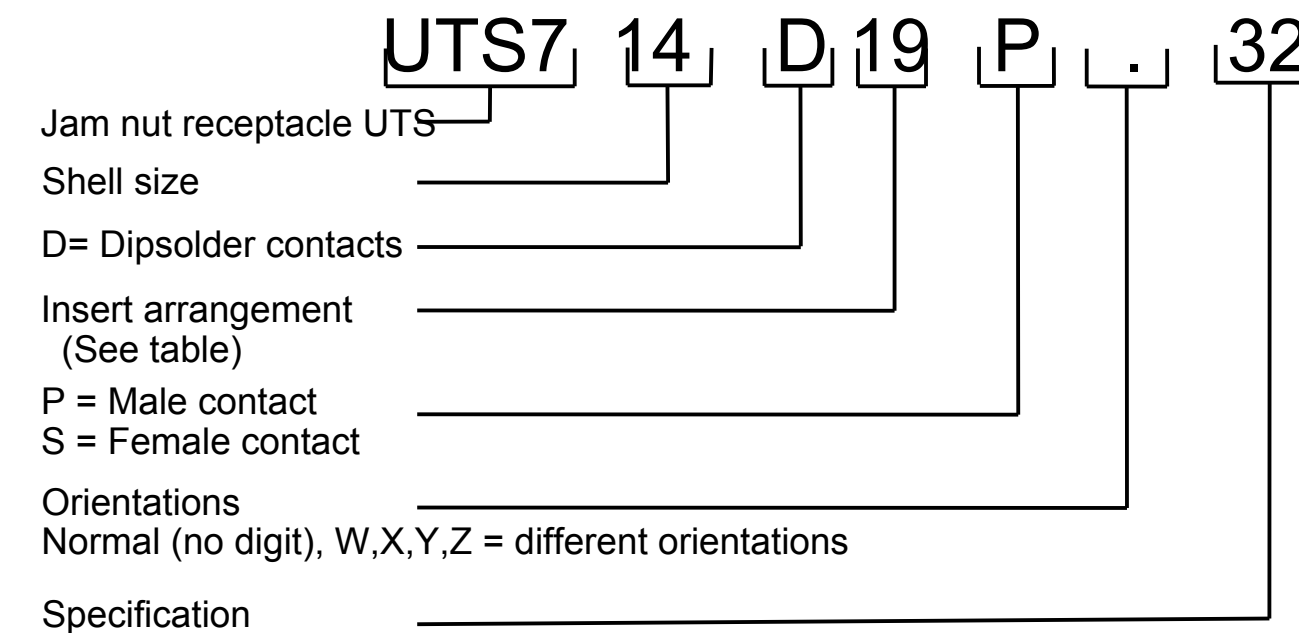 UTS7 14 D 19 P . 32
Jam nut receptacle UTS
Shell size
D= Dipsolder contacts
Insert arrangement
(See table)
P = Male contact
S = Female contact
Orientations
Normal (no digit), W,X,Y,Z = different orientations
Specification